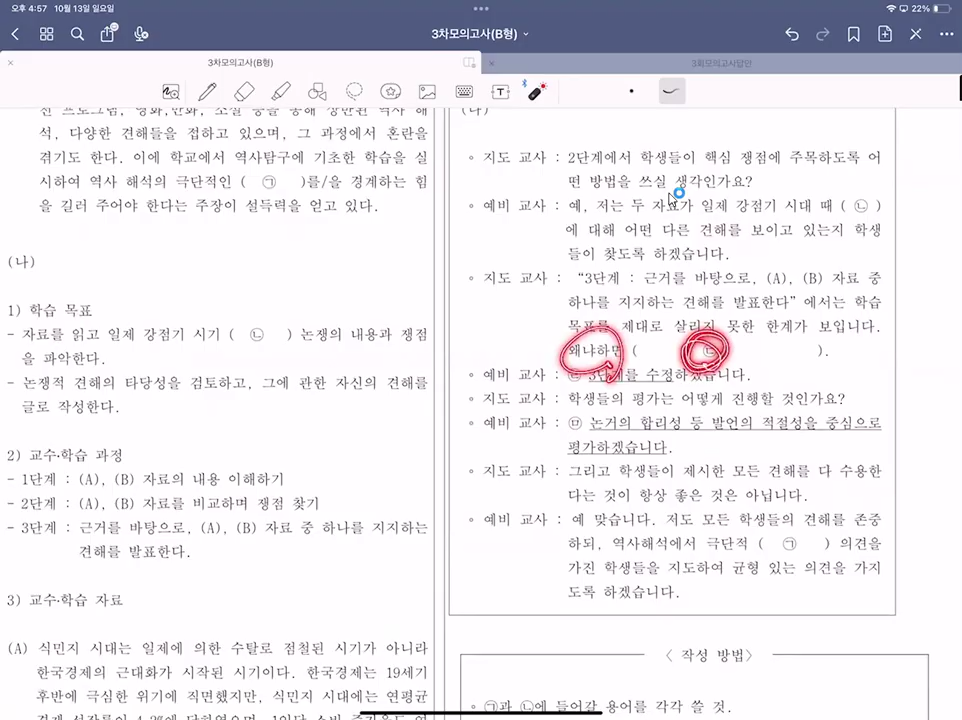 오후 4:57 10월 13일 일요일
22%
3차모의고사(B형)
3차모의고사(B형)
3회모의고사답안
석, 다양한 견해들을 접하고 있으며, 그 과정에서 혼란을
겪기도 한다. 이에 학교에서 역사탐구에 기초한 학습을 실
시하여 역사 해석의 극단적인 ( ㉠ )를/을 경계하는 힘
을 길러 주어야 한다는 주장이 설득력을 얻고 있다.
(나)
1) 학습 목표
- 자료를 읽고 일제 강점기 시기 ( ㉡ ) 논쟁의 내용과 쟁점
을 파악한다.
- 논쟁적 견해의 타당성을 검토하고, 그에 관한 자신의 견해를
글로 작성한다.
2) 교수·학습 과정
- 1단계 : (A), (B) 자료의 내용 이해하기
- 2단계 : (A), (B) 자료를 비교하며 쟁점 찾기
- 3단계 : 근거를 바탕으로, (A), (B) 자료 중 하나를 지지하는
견해를 발표한다.
3) 교수·학습 자료
(A) 식민지 시대는 일제에 의한 수탈로 점철된 시기가 아니라
한국경제의 근대화가 시작된 시기이다. 한국경제는 19세기
후반에 극심한 위기에 직면했지만, 식민지 시대에는 연평균
(나)
◦ 지도 교사 : 2단계에서 학생들이 핵심 쟁점에 주목하도록 어
떤 방법을 쓰실 생각인가요?
◦ 예비 교사 : 예, 저는 두 자료가 일제 강점기 시대 때 ( ㉡ )
에 대해 어떤 다른 견해를 보이고 있는지 학생
들이 찾도록 하겠습니다.
◦ 지도 교사 : “3단계 : 근거를 바탕으로, (A), (B) 자료 중
하나를 지지하는 견해를 발표한다”에서는 학습
목표를 제대로 살리지 못한 한계가 보입니다.
왜냐하면 ( ).
◦ 예비 교사 : 3단계를 수정하겠습니다.
◦ 지도 교사 : 학생들의 평가는 어떻게 진행할 것인가요?
◦ 예비 교사 : ㉤ 논거의 합리성 등 발언의 적절성을 중심으로
평가하겠습니다.
◦ 지도 교사 : 그리고 학생들이 제시한 모든 견해를 다 수용한
다는 것이 항상 좋은 것은 아닙니다.
◦ 예비 교사 : 예 맞습니다. 저도 모든 학생들의 견해를 존중
하되, 역사해석에서 극단적 ( ㉠ ) 의견을
가진 학생들을 지도하여 균형 있는 의견을 가지
도록 하겠습니다.
〈 작성 방법〉
◦ ㉠과 ㉡에 들어갈 용어를 각각 쓸 것.